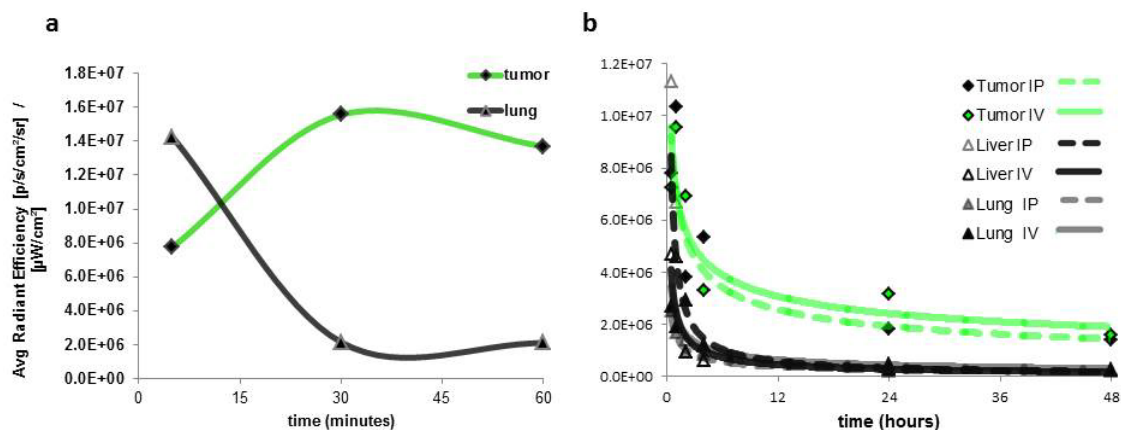 a
Avg Radiant Efficiency [p/s/cm²/sr] / [µW/cm²]
1.8E+07
1.6E+07
1.4E+07
1.2E+07
1.0E+07
8.0E+06
6.0E+06
4.0E+06
2.0E+06
0.0E+00
0 15 30 45 60
time (minutes)
tumor
lung
b
1.2E+07
1.0E+07
8.0E+06
6.0E+06
4.0E+06
2.0E+06
0.0E+00
0 12 24 36 48
time (hours)
Tumor IP
Tumor IV
Liver IP
Liver IV
Lung IP
Lung IV